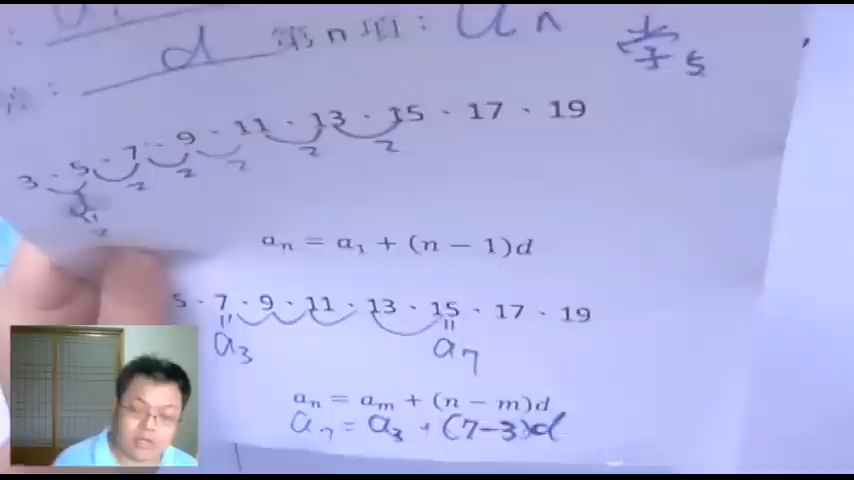 d 第n項: an
3 · 5 · 7 · 9 · 11 · 13 · 15 · 17 · 19
2 2 2 2 2
aₙ = a₁ + (n − 1)d
5 · 7 · 9 · 11 · 13 · 15 · 17 · 19
a₃ a₇
aₙ = aₘ + (n − m)d
a₇ = a₃ + (7−3)d